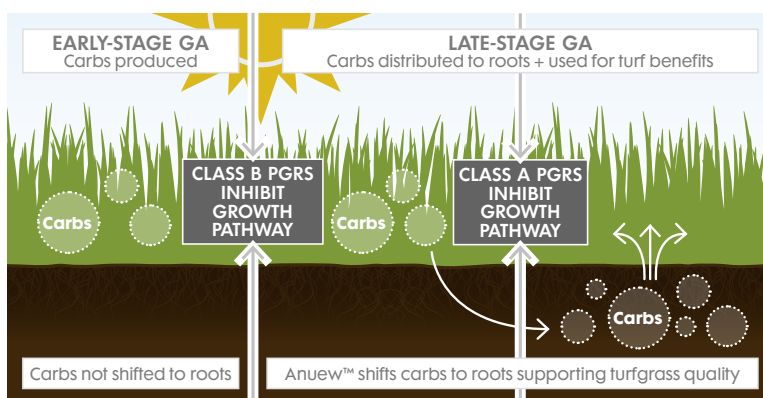 EARLY-STAGE GA
Carbs produced
LATE-STAGE GA
Carbs distributed to roots + used for turf benefits
CLASS B PGRS
INHIBIT
GROWTH
PATHWAY
CLASS A PGRS
INHIBIT
GROWTH
PATHWAY
Carbs
Carbs
Carbs
Carbs not shifted to roots
Anuew™ shifts carbs to roots supporting turfgrass quality